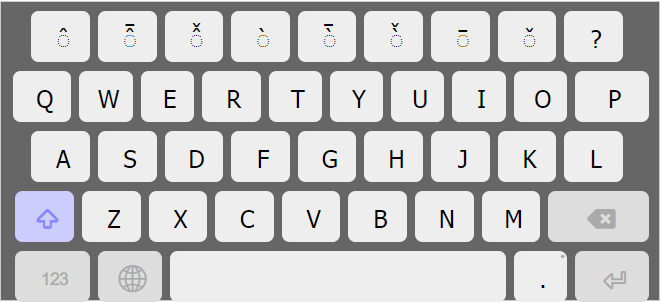 ◌̂ ◌̂̄ ◌̂̌ ◌̀ ◌̀̄ ◌̀̌ ◌̄ ◌̌ ?
Q W E R T Y U I O P
A S D F G H J K L
Z X C V B N M
123 .